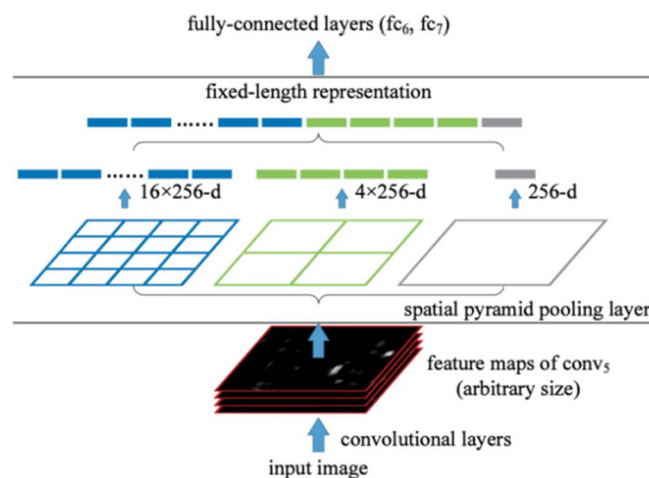 fully-connected layers (fc6, fc7)
fixed-length representation
......
......
16×256-d
4×256-d
256-d
spatial pyramid pooling layer
feature maps of conv5
(arbitrary size)
convolutional layers
input image